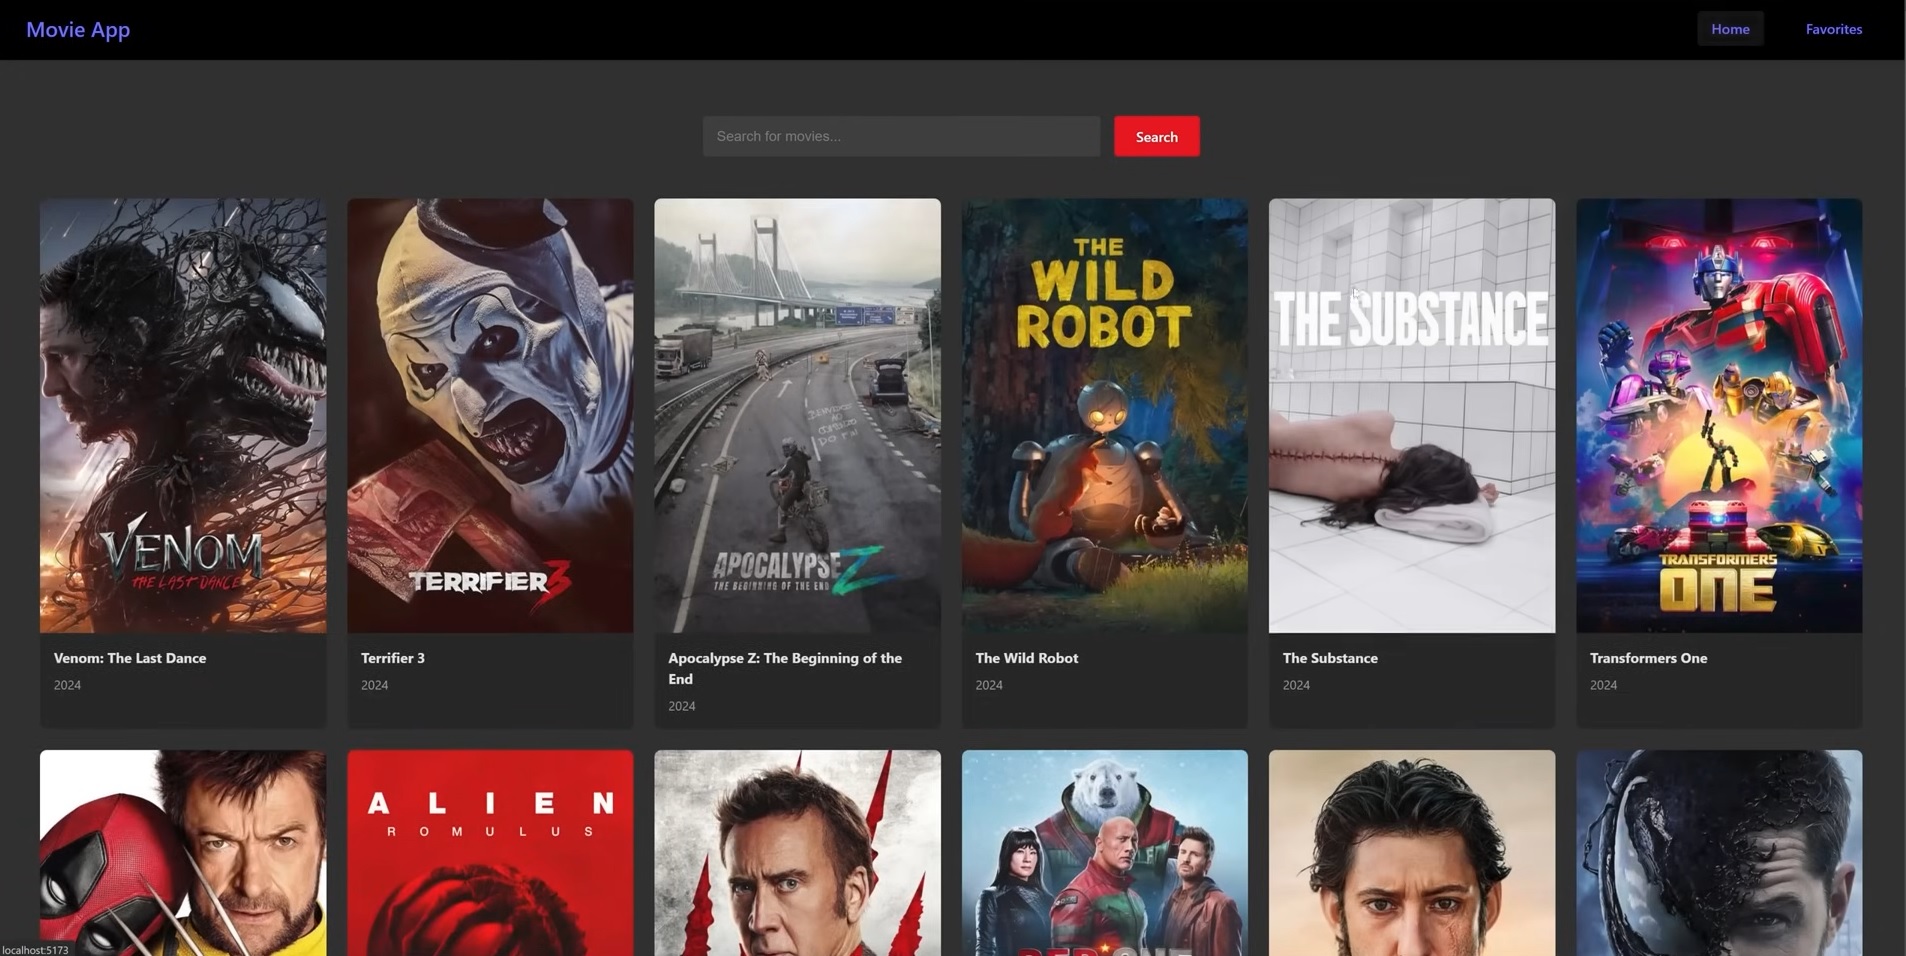 Movie App
Home
Favorites
Search for movies...
Search
VENOM
THE LAST DANCE
TERRIFIER 3
APOCALYPSE Z
THE BEGINNING OF THE END
THE
WILD
ROBOT
THE SUBSTANCE
TRANSFORMERS
ONE
Venom: The Last Dance
2024
Terrifier 3
2024
Apocalypse Z: The Beginning of the
End
2024
The Wild Robot
2024
The Substance
2024
Transformers One
2024
ALIEN
ROMULUS
localhost:5173